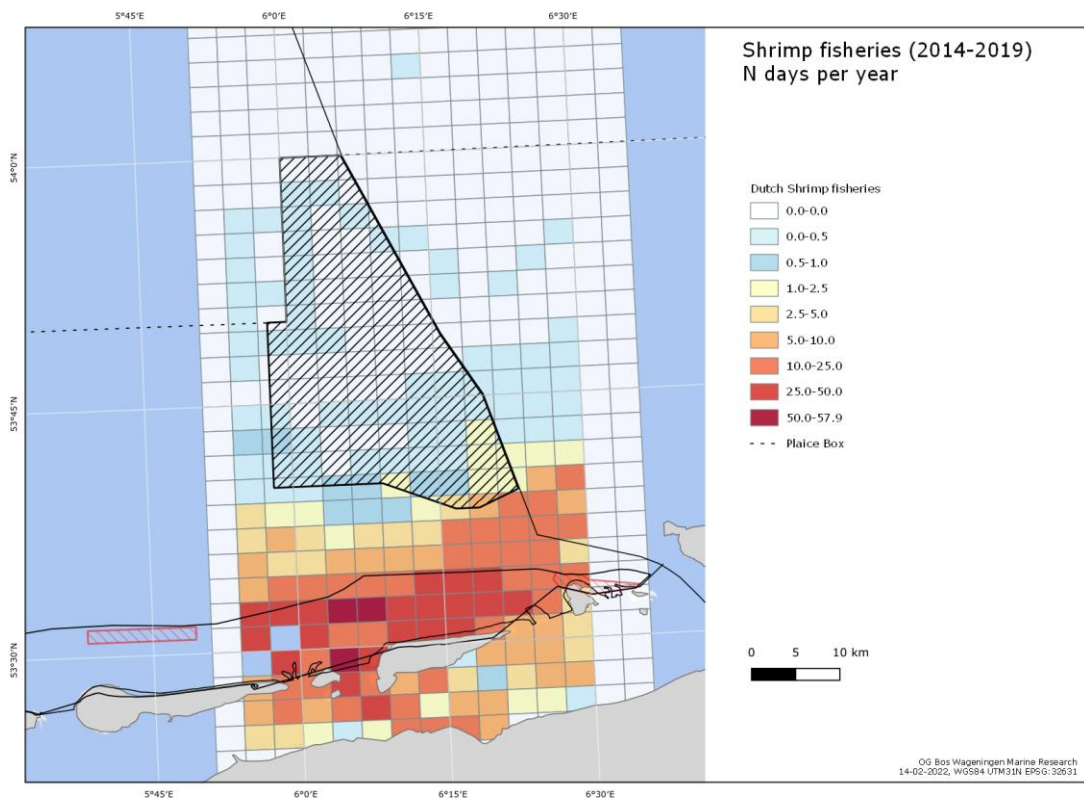 5°45'E 6°0'E 6°15'E 6°30'E
Shrimp fisheries (2014-2019)
N days per year
54°0'N
53°45'N
53°30'N
Dutch Shrimp fisheries
0.0-0.0
0.0-0.5
0.5-1.0
1.0-2.5
2.5-5.0
5.0-10.0
10.0-25.0
25.0-50.0
50.0-57.9
Plaice Box
0 5 10 km
OG Bos Wageningen Marine Research
14-02-2022, WGS84 UTM31N EPSG:32631
5°45'E 6°0'E 6°15'E 6°30'E